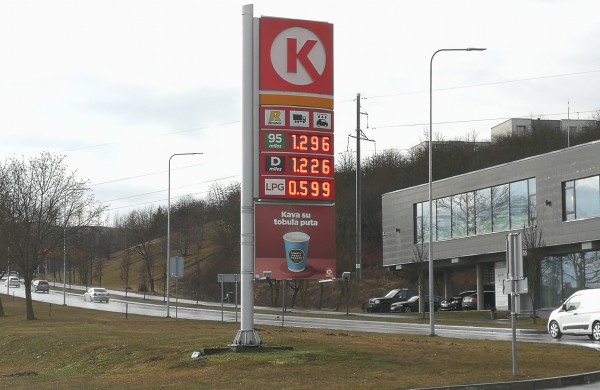 K
R
95
miles
1.296
D
miles
1.226
LPG
0.599
Kava su
tobula puta